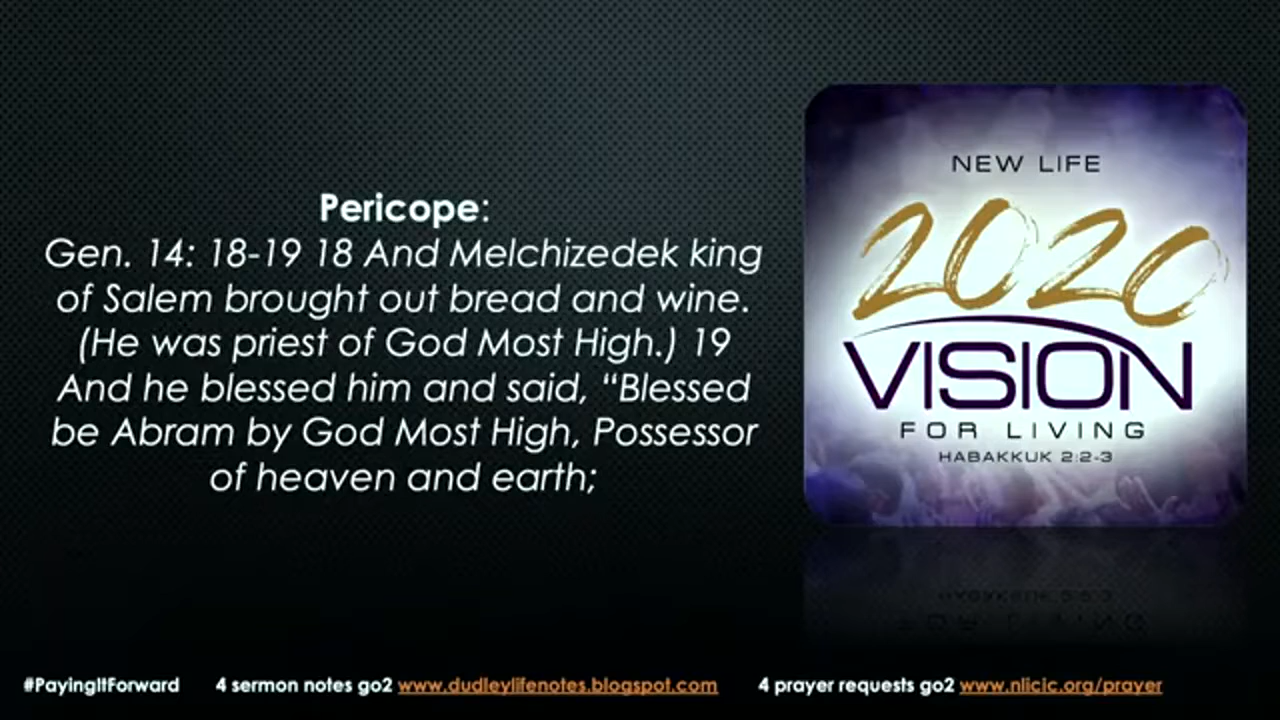 Pericope:
Gen. 14: 18-19 18 And Melchizedek king
of Salem brought out bread and wine.
(He was priest of God Most High.) 19
And he blessed him and said, “Blessed
be Abram by God Most High, Possessor
of heaven and earth;
NEW LIFE
2020
VISION
FOR LIVING
HABAKKUK 2:2-3
#PayingItForward 4 sermon notes go2 www.dudleylifenotes.blogspot.com 4 prayer requests go2 www.nlicic.org/prayer